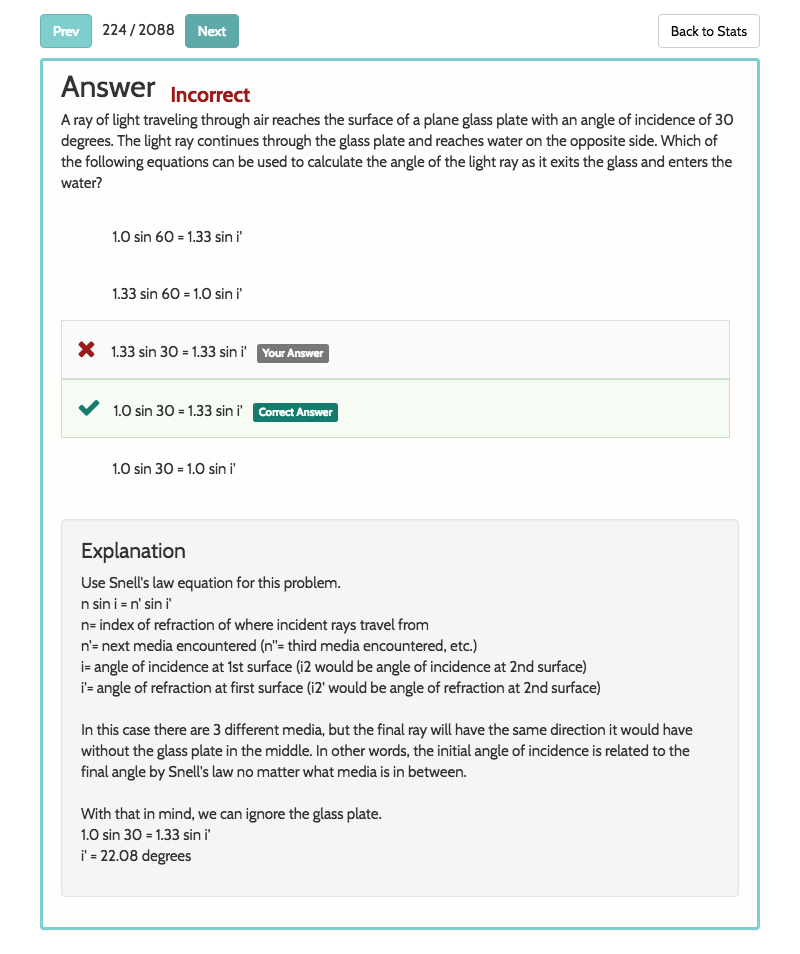 Prev 224 / 2088 Next Back to Stats
Answer Incorrect
A ray of light traveling through air reaches the surface of a plane glass plate with an angle of incidence of 30
degrees. The light ray continues through the glass plate and reaches water on the opposite side. Which of
the following equations can be used to calculate the angle of the light ray as it exits the glass and enters the
water?
1.0 sin 60 = 1.33 sin i'
1.33 sin 60 = 1.0 sin i'
1.33 sin 30 = 1.33 sin i' Your Answer
1.0 sin 30 = 1.33 sin i' Correct Answer
1.0 sin 30 = 1.0 sin i'
Explanation
Use Snell's law equation for this problem.
n sin i = n' sin i'
n= index of refraction of where incident rays travel from
n'= next media encountered (n"= third media encountered, etc.)
i= angle of incidence at 1st surface (i2 would be angle of incidence at 2nd surface)
i'= angle of refraction at first surface (i2' would be angle of refraction at 2nd surface)
In this case there are 3 different media, but the final ray will have the same direction it would have
without the glass plate in the middle. In other words, the initial angle of incidence is related to the
final angle by Snell's law no matter what media is in between.
With that in mind, we can ignore the glass plate.
1.0 sin 30 = 1.33 sin i'
i' = 22.08 degrees